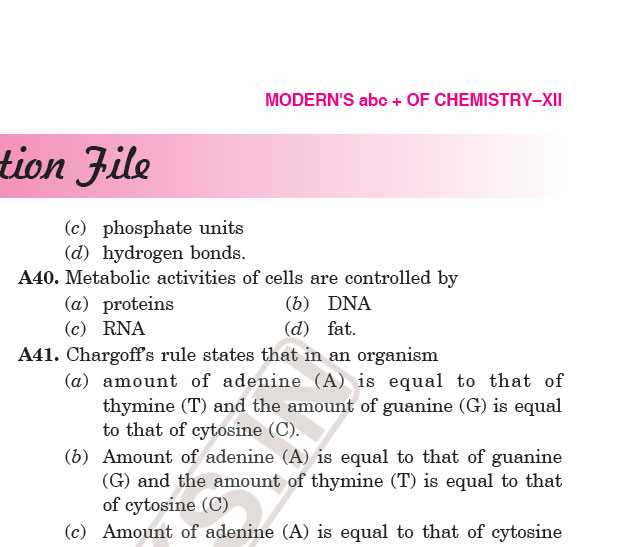 MODERN'S abc + OF CHEMISTRY–XII
tion File
(c) phosphate units
(d) hydrogen bonds.
A40. Metabolic activities of cells are controlled by
(a) proteins (b) DNA
(c) RNA (d) fat.
A41. Chargoff's rule states that in an organism
(a) amount of adenine (A) is equal to that of
thymine (T) and the amount of guanine (G) is equal
to that of cytosine (C).
(b) Amount of adenine (A) is equal to that of guanine
(G) and the amount of thymine (T) is equal to that
of cytosine (C)
(c) Amount of adenine (A) is equal to that of cytosine